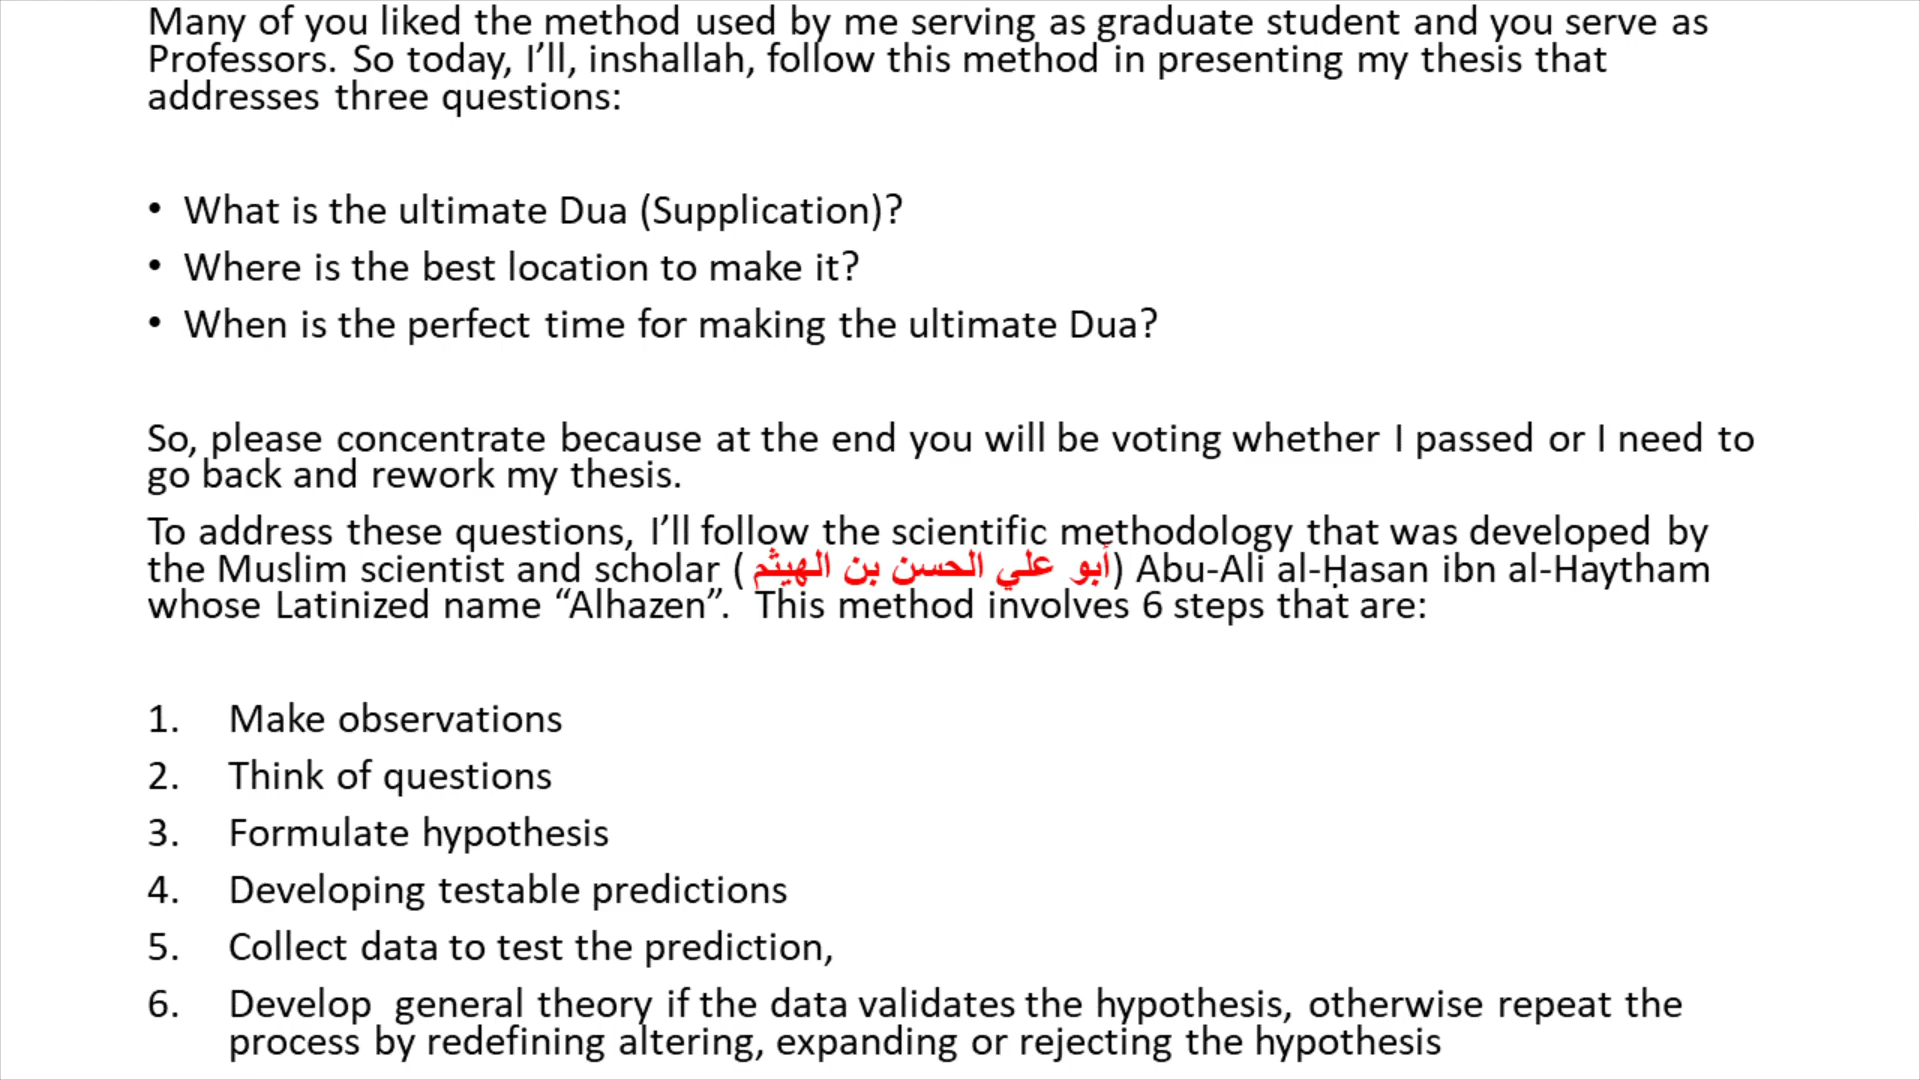 Many of you liked the method used by me serving as graduate student and you serve as
Professors. So today, I’ll, inshallah, follow this method in presenting my thesis that
addresses three questions:
• What is the ultimate Dua (Supplication)?
• Where is the best location to make it?
• When is the perfect time for making the ultimate Dua?
So, please concentrate because at the end you will be voting whether I passed or I need to
go back and rework my thesis.
To address these questions, I’ll follow the scientific methodology that was developed by
the Muslim scientist and scholar (أبو علي الحسن بن الهيثم) Abu-Ali al-Ḥasan ibn al-Haytham
whose Latinized name “Alhazen”.  This method involves 6 steps that are:
1. Make observations
2. Think of questions
3. Formulate hypothesis
4. Developing testable predictions
5. Collect data to test the prediction,
6. Develop  general theory if the data validates the hypothesis, otherwise repeat the
process by redefining altering, expanding or rejecting the hypothesis